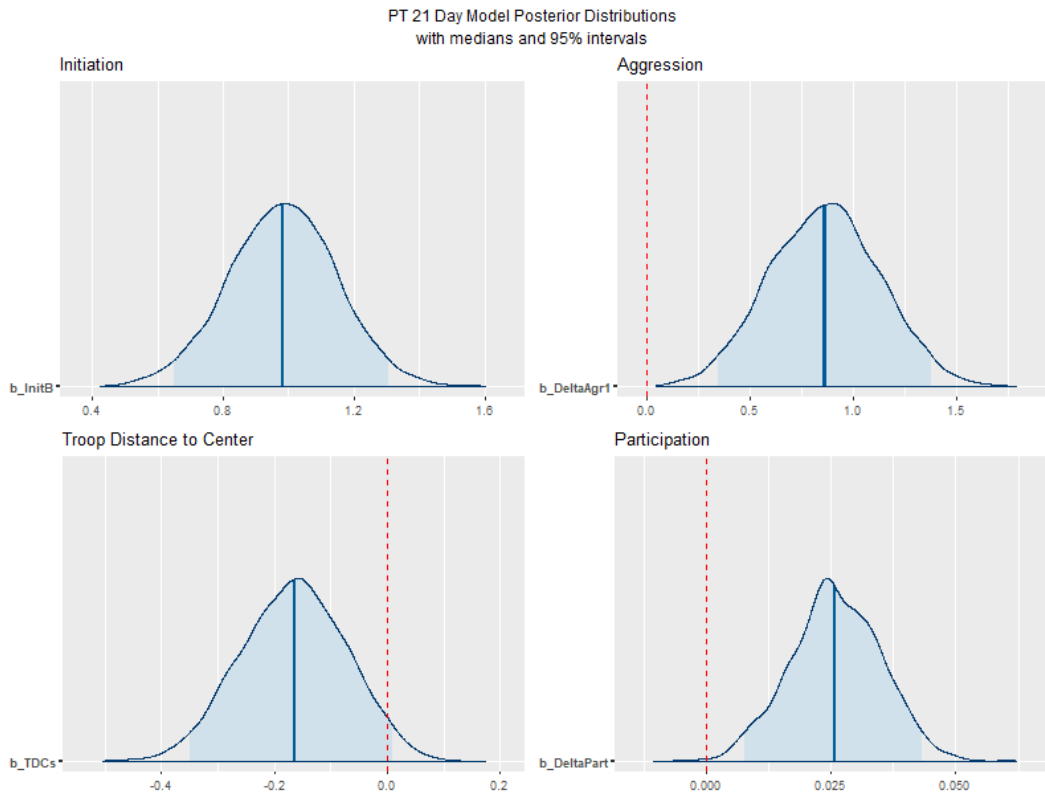 PT 21 Day Model Posterior Distributions
with medians and 95% intervals
Initiation
Aggression
b_InitB
b_DeltaAgr1
0.4 0.8 1.2 1.6
0.0 0.5 1.0 1.5
Troop Distance to Center
Participation
b_TDCs
b_DeltaPart
-0.4 -0.2 0.0 0.2
0.000 0.025 0.050